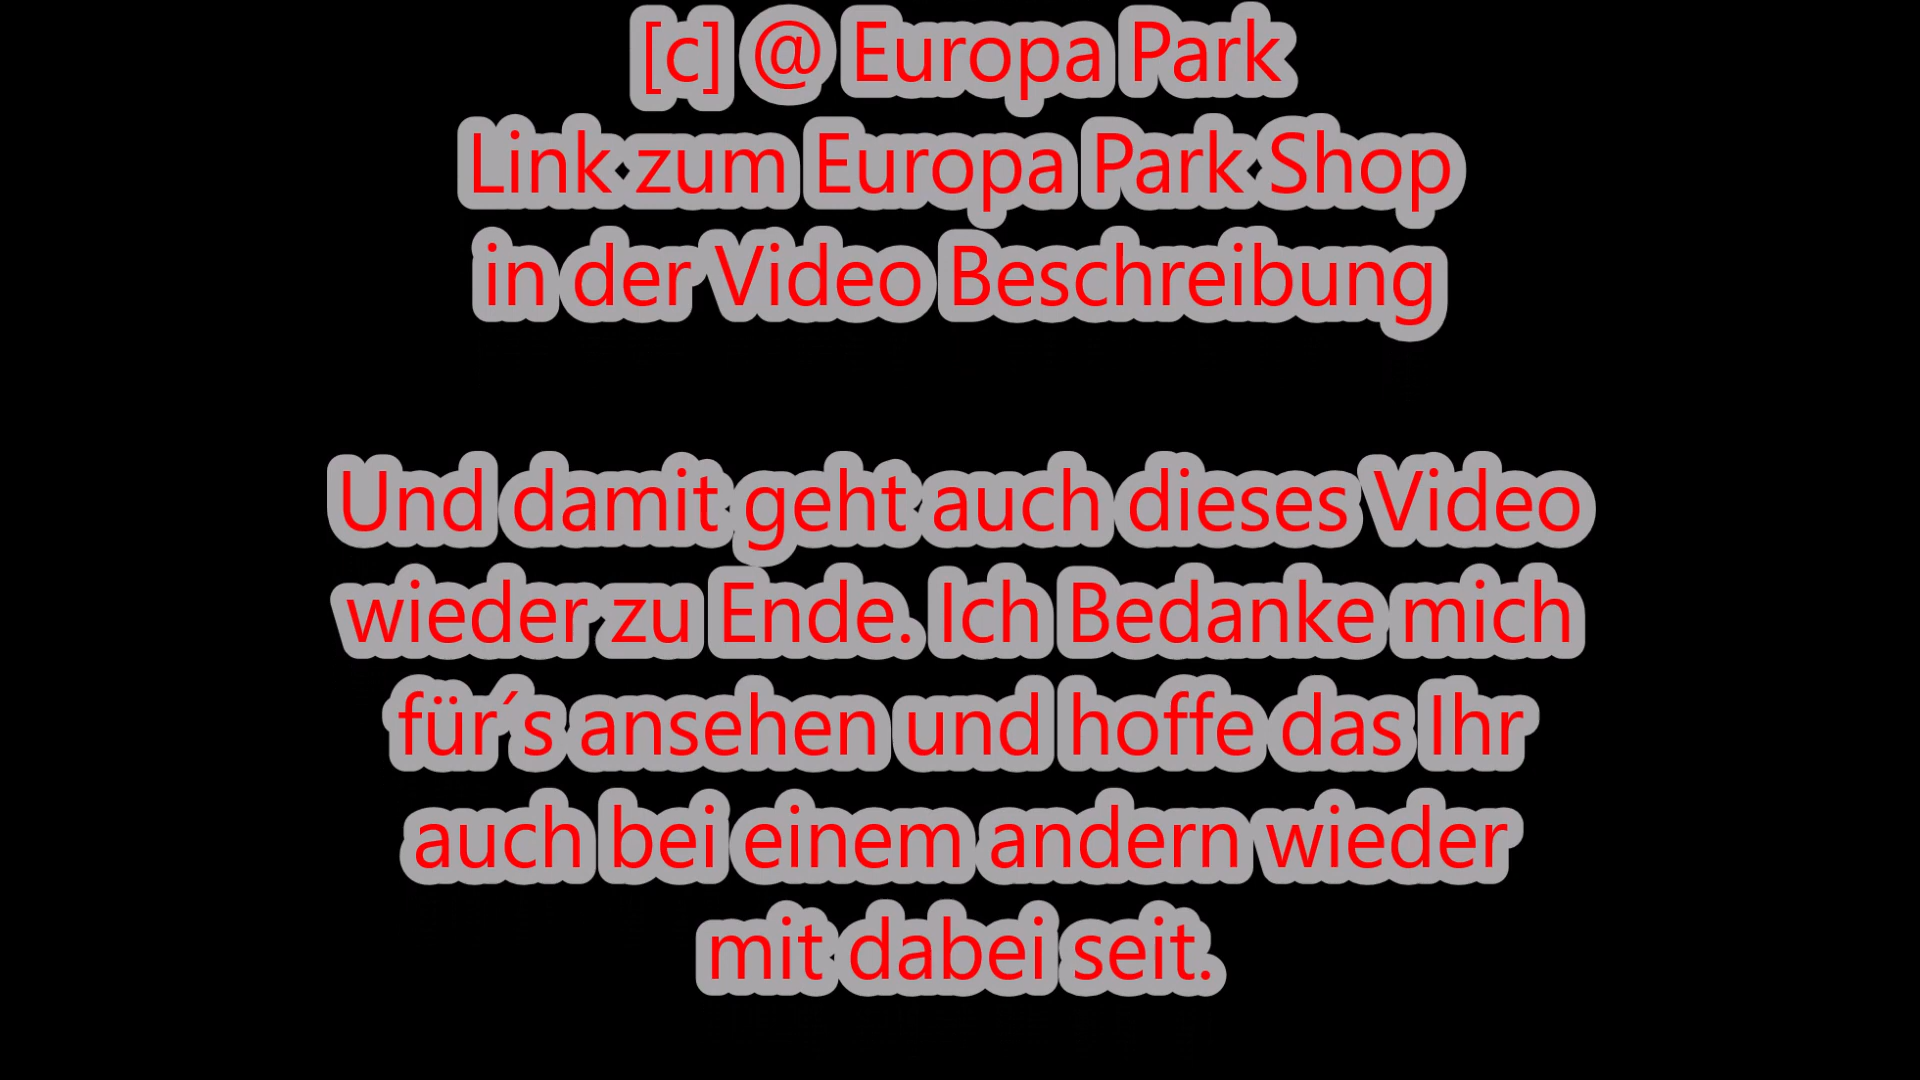 [c] @ Europa Park
Link zum Europa Park Shop
in der Video Beschreibung
Und damit geht auch dieses Video
wieder zu Ende. Ich Bedanke mich
für´s ansehen und hoffe das Ihr
auch bei einem andern wieder
mit dabei seit.